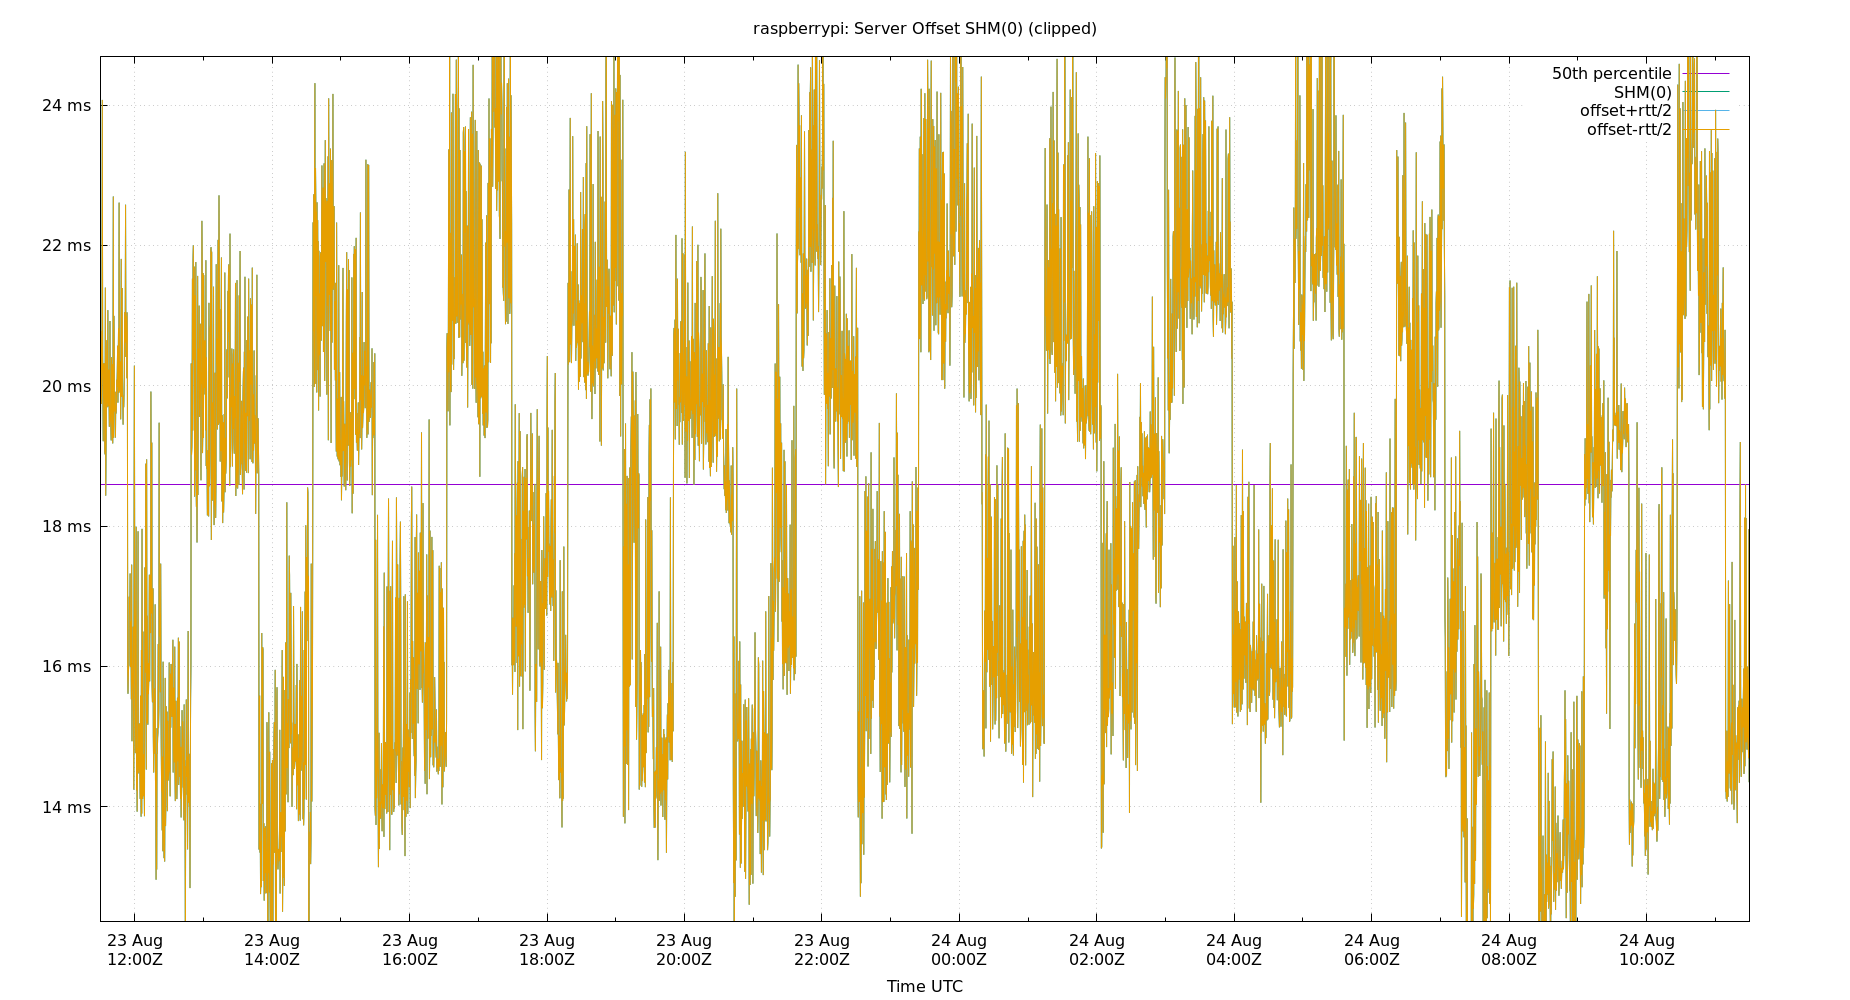 raspberrypi: Server Offset SHM(0) (clipped)
50th percentile
SHM(0)
offset+rtt/2
offset-rtt/2
24 ms
22 ms
20 ms
18 ms
16 ms
14 ms
23 Aug 23 Aug 23 Aug 23 Aug 23 Aug 23 Aug 24 Aug 24 Aug 24 Aug 24 Aug 24 Aug 24 Aug
12:00Z 14:00Z 16:00Z 18:00Z 20:00Z 22:00Z 00:00Z 02:00Z 04:00Z 06:00Z 08:00Z 10:00Z
Time UTC